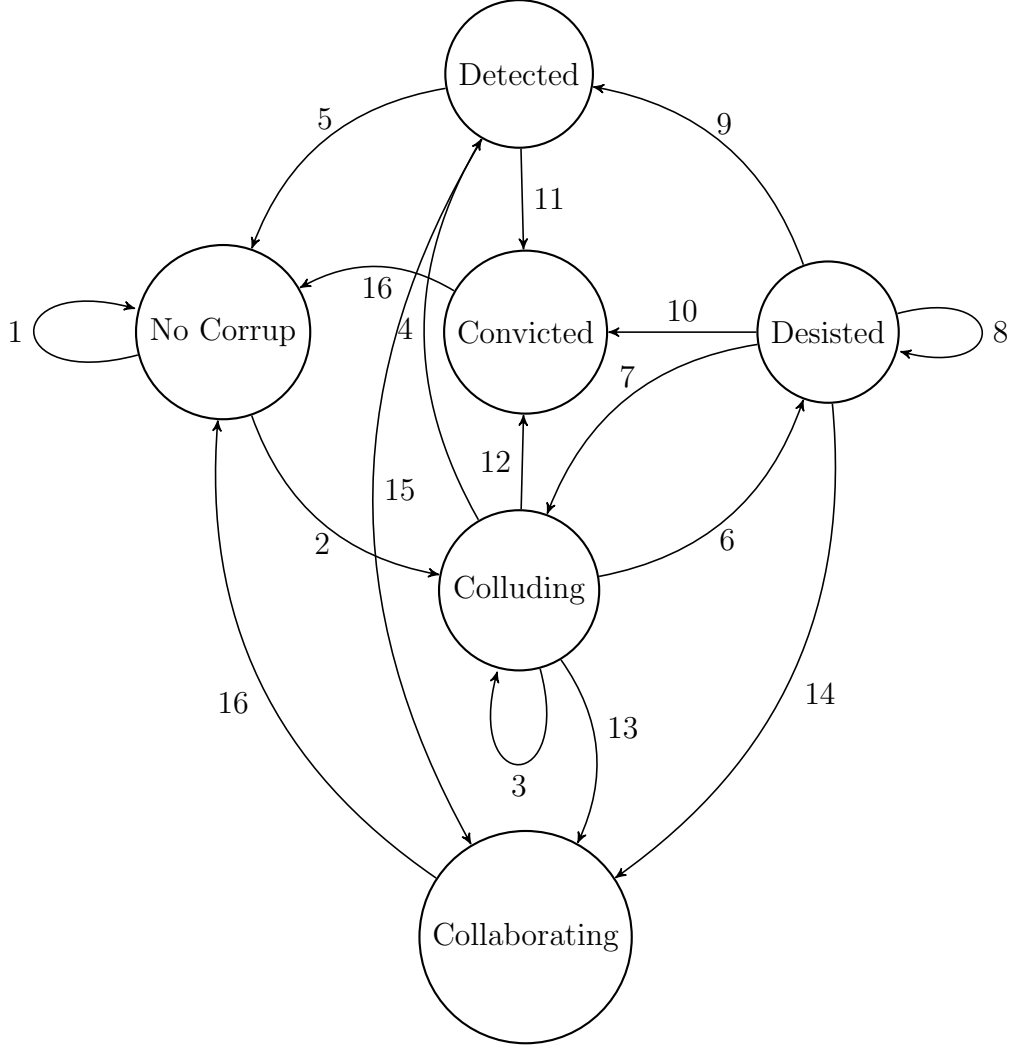 Detected
5
9
11
16
10
1
No Corrup
4
Convicted
Desisted
8
7
12
15
2
6
Colluding
16
14
13
3
Collaborating